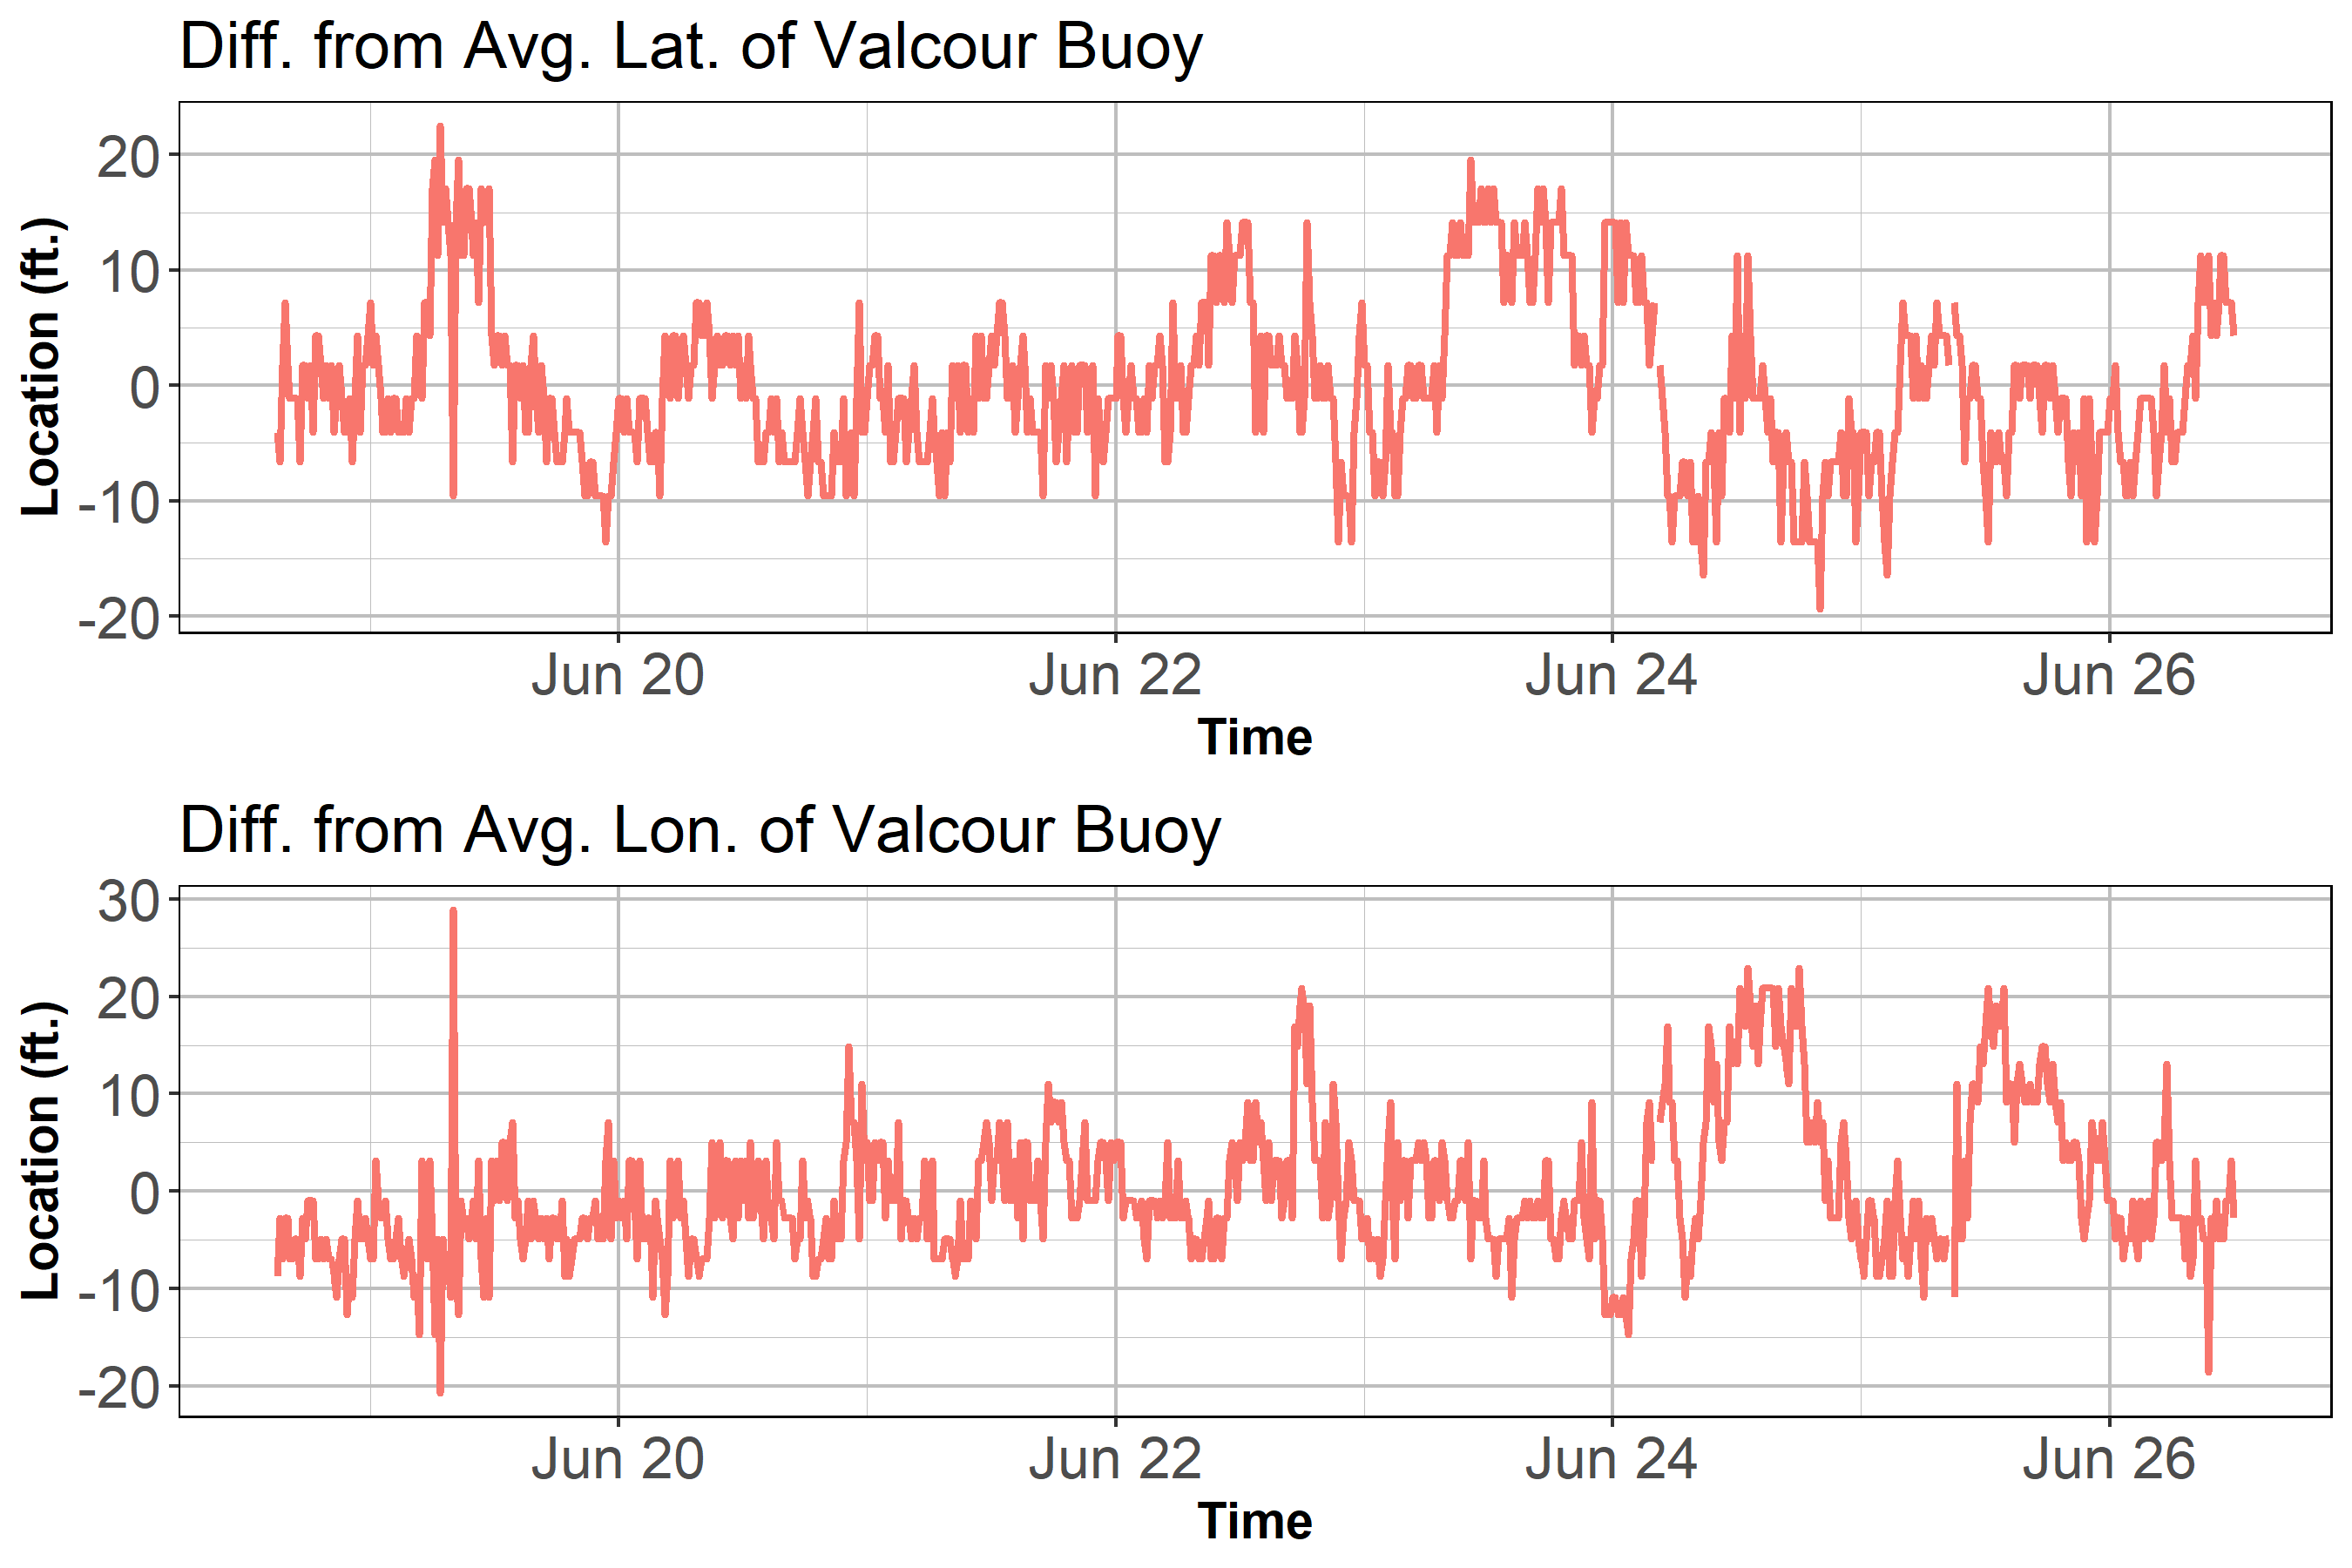 Diff. from Avg. Lat. of Valcour Buoy
Location (ft.)
20
10
0
-10
-20
Jun 20 Jun 22 Jun 24 Jun 26
Time
Diff. from Avg. Lon. of Valcour Buoy
Location (ft.)
30
20
10
0
-10
-20
Jun 20 Jun 22 Jun 24 Jun 26
Time